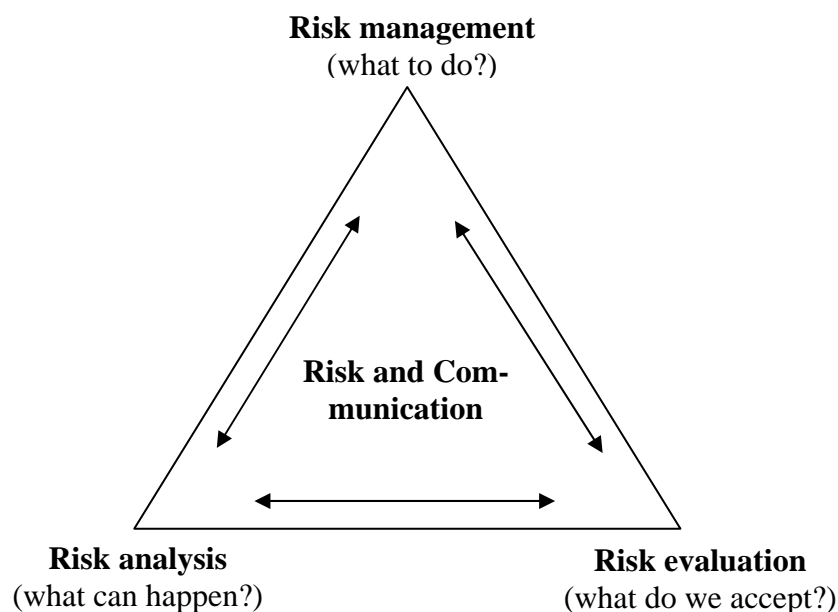 Risk management
(what to do?)
Risk and Com-
munication
Risk analysis
(what can happen?)
Risk evaluation
(what do we accept?)